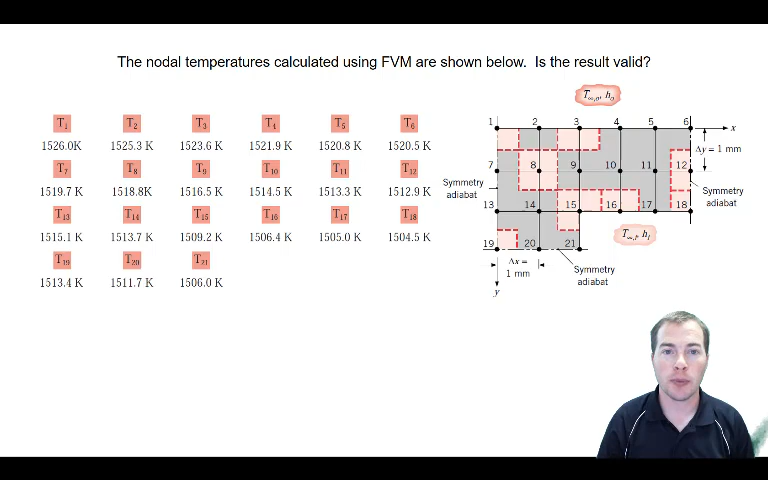 The nodal temperatures calculated using FVM are shown below. Is the result valid?
T∞,o, ho
T1 T2 T3 T4 T5 T6
1526.0K 1525.3 K 1523.6 K 1521.9 K 1520.8 K 1520.5 K
T7 T8 T9 T10 T11 T12
1519.7 K 1518.8K 1516.5 K 1514.5 K 1513.3 K 1512.9 K
T13 T14 T15 T16 T17 T18
1515.1 K 1513.7 K 1509.2 K 1506.4 K 1505.0 K 1504.5 K
T19 T20 T21
1513.4 K 1511.7 K 1506.0 K
1 2 3 4 5 6 x
Δy = 1 mm
7 8 9 10 11 12
Symmetry
adiabat
Symmetry
adiabat
13 14 15 16 17 18
T∞,i, hi
19 20 21
Δx =
1 mm
Symmetry
adiabat
y